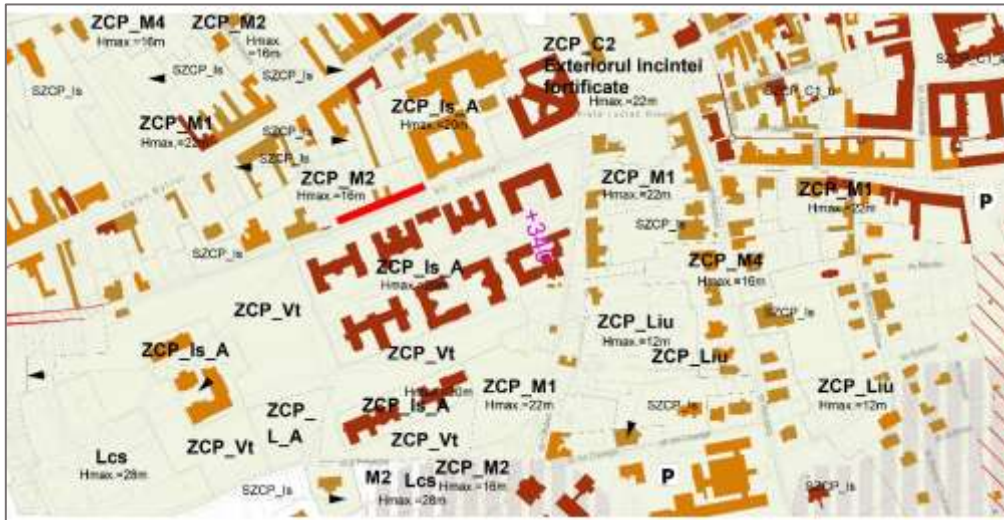 ZCP_M4
Hmax.=16m
ZCP_M2
Hmax.
=16m
SZCP_Is
SZCP_Is
SZCP_Is
ZCP_C2
Exteriorul incintei
fortificate
Hmax.=22m
ZCP_Is_A
Hmax.=20m
ZCP_M1
Hmax.=22m
SZCP_Is
SZCP_Is
SZCP_Is
ZCP_M2
Hmax.=16m
ZCP_M1
Hmax.=22m
ZCP_M1
Hmax.=22m
P
SZCP_Is
SZCP_Is
ZCP_Is_A
ZCP_M4
Hmax.=16m
ZCP_Vt
SZCP_Is
ZCP_Liu
Hmax.=12m
ZCP_Is_A
ZCP_Vt
ZCP_Liu
ZCP_M1
Hmax.=22m
ZCP_Liu
Hmax.=12m
ZCP_
L_A
ZCP_Is_A
SZCP_Is
ZCP_Vt
ZCP_Vt
Lcs
Hmax.=28m
M2
Lcs
Hmax.=28m
ZCP_M2
Hmax.=16m
P
SZCP_Is
SZCP_Is